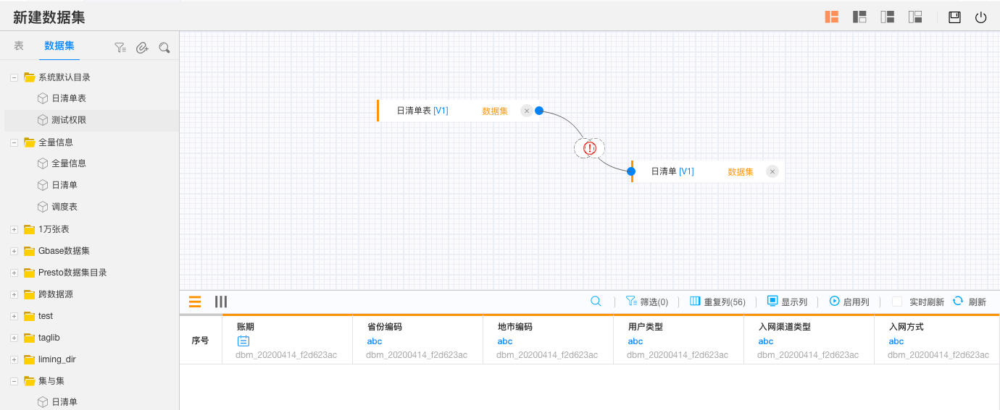 新建数据集
表 数据集
系统默认目录
日清单表
测试权限
全量信息
全量信息
日清单
调度表
1万张表
Gbase数据集
Presto数据集目录
跨数据源
test
taglib
liming_dir
集与集
日清单
日清单表 [V1] 数据集
日清单 [V1] 数据集
筛选(0) 重复列(56) 显示列 启用列 实时刷新 刷新
序号 账期 省份编码 地市编码 用户类型 入网渠道类型 入网方式
abc abc abc abc abc
dbm_20200414_f2d623ac dbm_20200414_f2d623ac dbm_20200414_f2d623ac dbm_20200414_f2d623ac dbm_20200414_f2d623ac dbm_20200414_f2d623ac